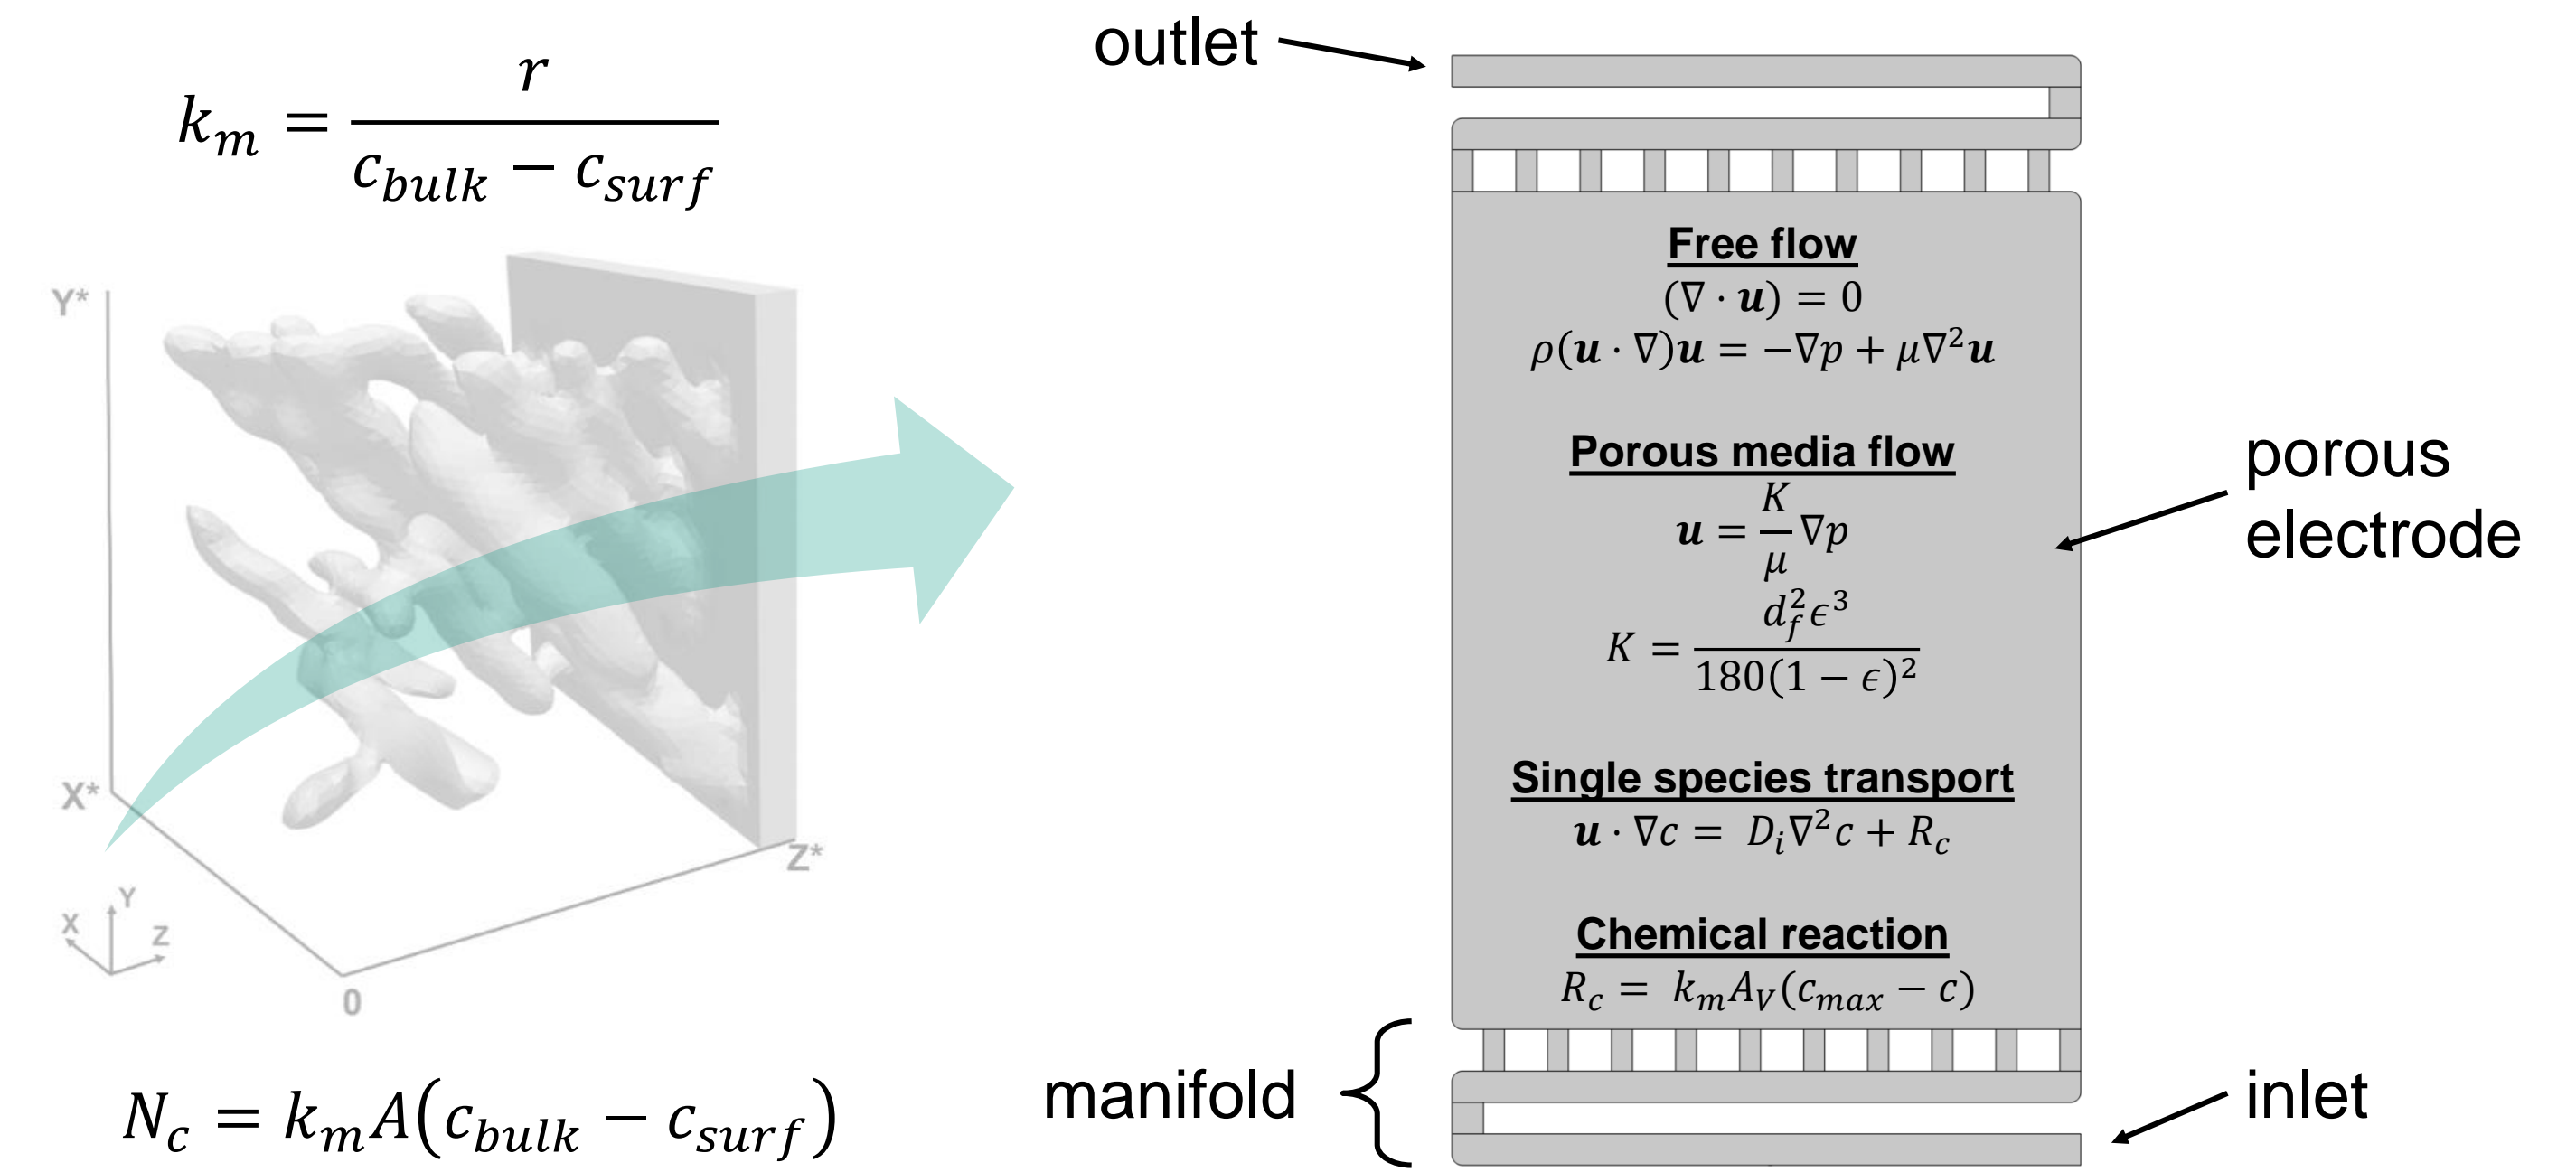 k_m = r / (c_bulk − c_surf)
Y*
X*
Z*
Y
X
Z
0
N_c = k_m A(c_bulk − c_surf)
outlet
Free flow
(∇ · u) = 0
ρ(u · ∇)u = −∇p + μ∇²u
Porous media flow
u = K/μ ∇p
K = d_f² ϵ³ / 180(1 − ϵ)²
Single species transport
u · ∇c = D_i∇²c + R_c
Chemical reaction
R_c = k_m A_V(c_max − c)
porous
electrode
manifold
inlet